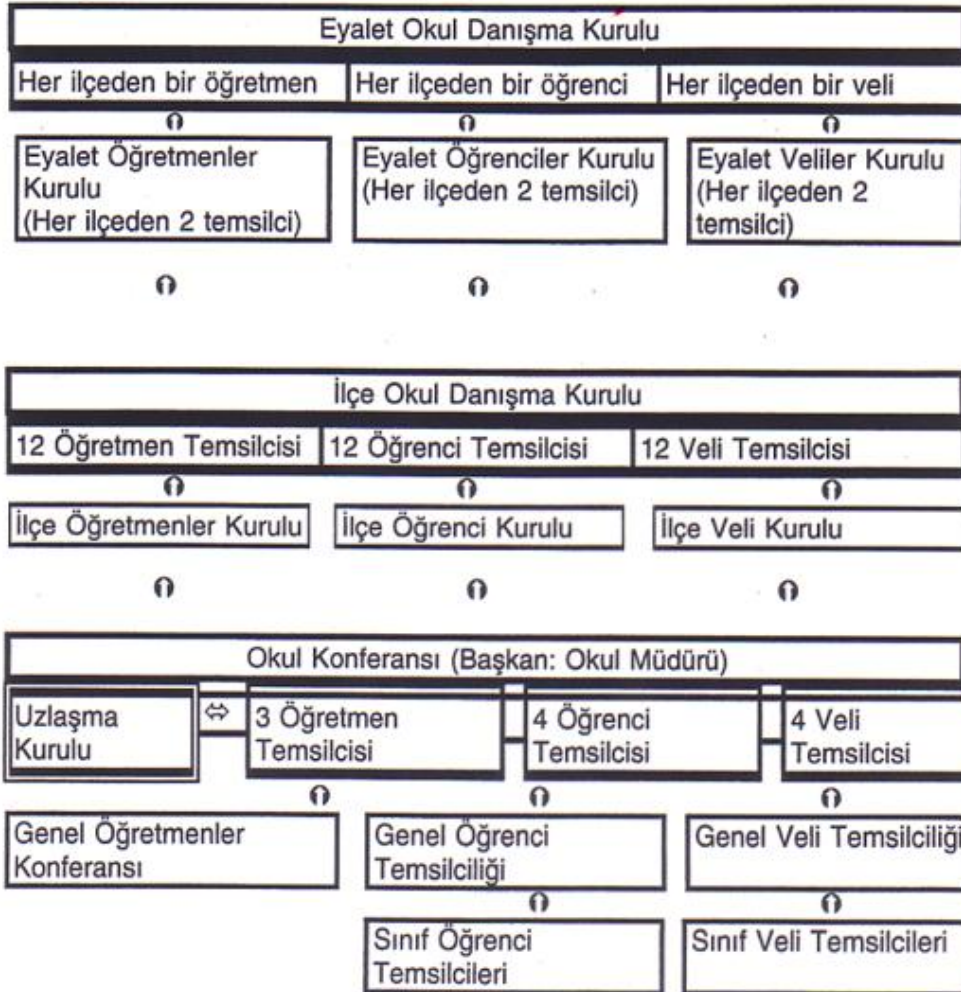 Eyalet Okul Danışma Kurulu
Her ilçeden bir öğretmen
Her ilçeden bir öğrenci
Her ilçeden bir veli
Eyalet Öğretmenler
Kurulu
(Her ilçeden 2 temsilci)
Eyalet Öğrenciler Kurulu
(Her ilçeden 2 temsilci)
Eyalet Veliler Kurulu
(Her ilçeden 2
temsilci)
İlçe Okul Danışma Kurulu
12 Öğretmen Temsilcisi
12 Öğrenci Temsilcisi
12 Veli Temsilcisi
İlçe Öğretmenler Kurulu
İlçe Öğrenci Kurulu
İlçe Veli Kurulu
Okul Konferansı (Başkan: Okul Müdürü)
Uzlaşma
Kurulu
⇔
3 Öğretmen
Temsilcisi
4 Öğrenci
Temsilcisi
4 Veli
Temsilcisi
Genel Öğretmenler
Konferansı
Genel Öğrenci
Temsilciliği
Genel Veli Temsilciliği
Sınıf Öğrenci
Temsilcileri
Sınıf Veli Temsilcileri